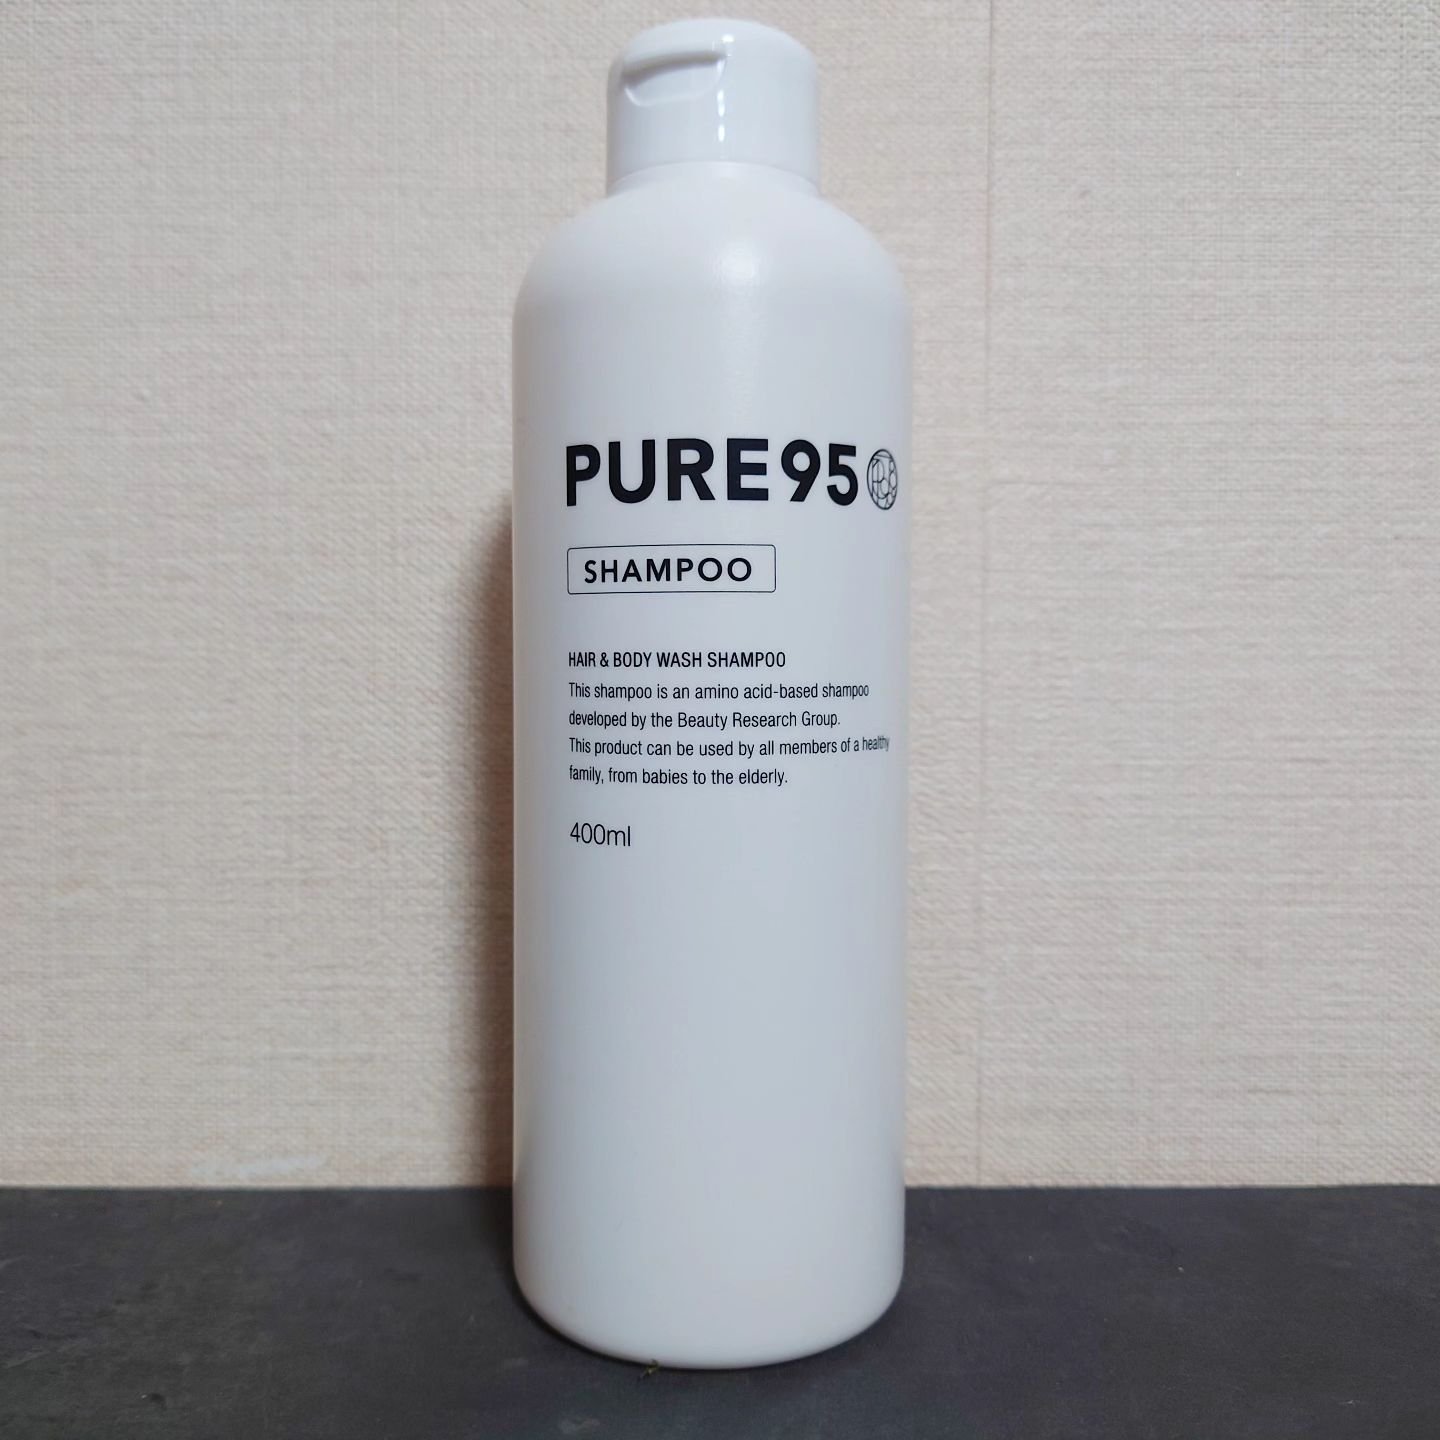 PURE95
SHAMPOO
HAIR & BODY WASH SHAMPOO
This shampoo is an amino acid-based shampoo
developed by the Beauty Research Group.
This product can be used by all members of a healthy
family, from babies to the elderly.
400ml